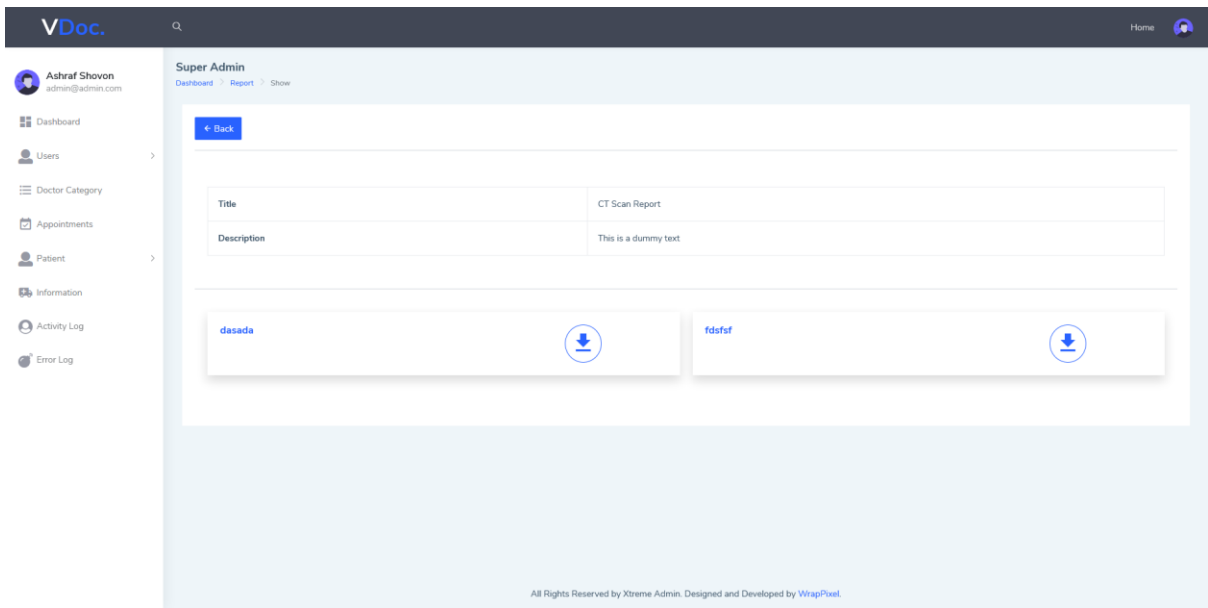 VDoc.
Home
Ashraf Shovon
admin@admin.com
Dashboard
Users
Doctor Category
Appointments
Patient
Information
Activity Log
Error Log
Super Admin
Dashboard > Report > Show
← Back
Title CT Scan Report
Description This is a dummy text
dasada
fdsfsf
All Rights Reserved by Xtreme Admin. Designed and Developed by WrapPixel.